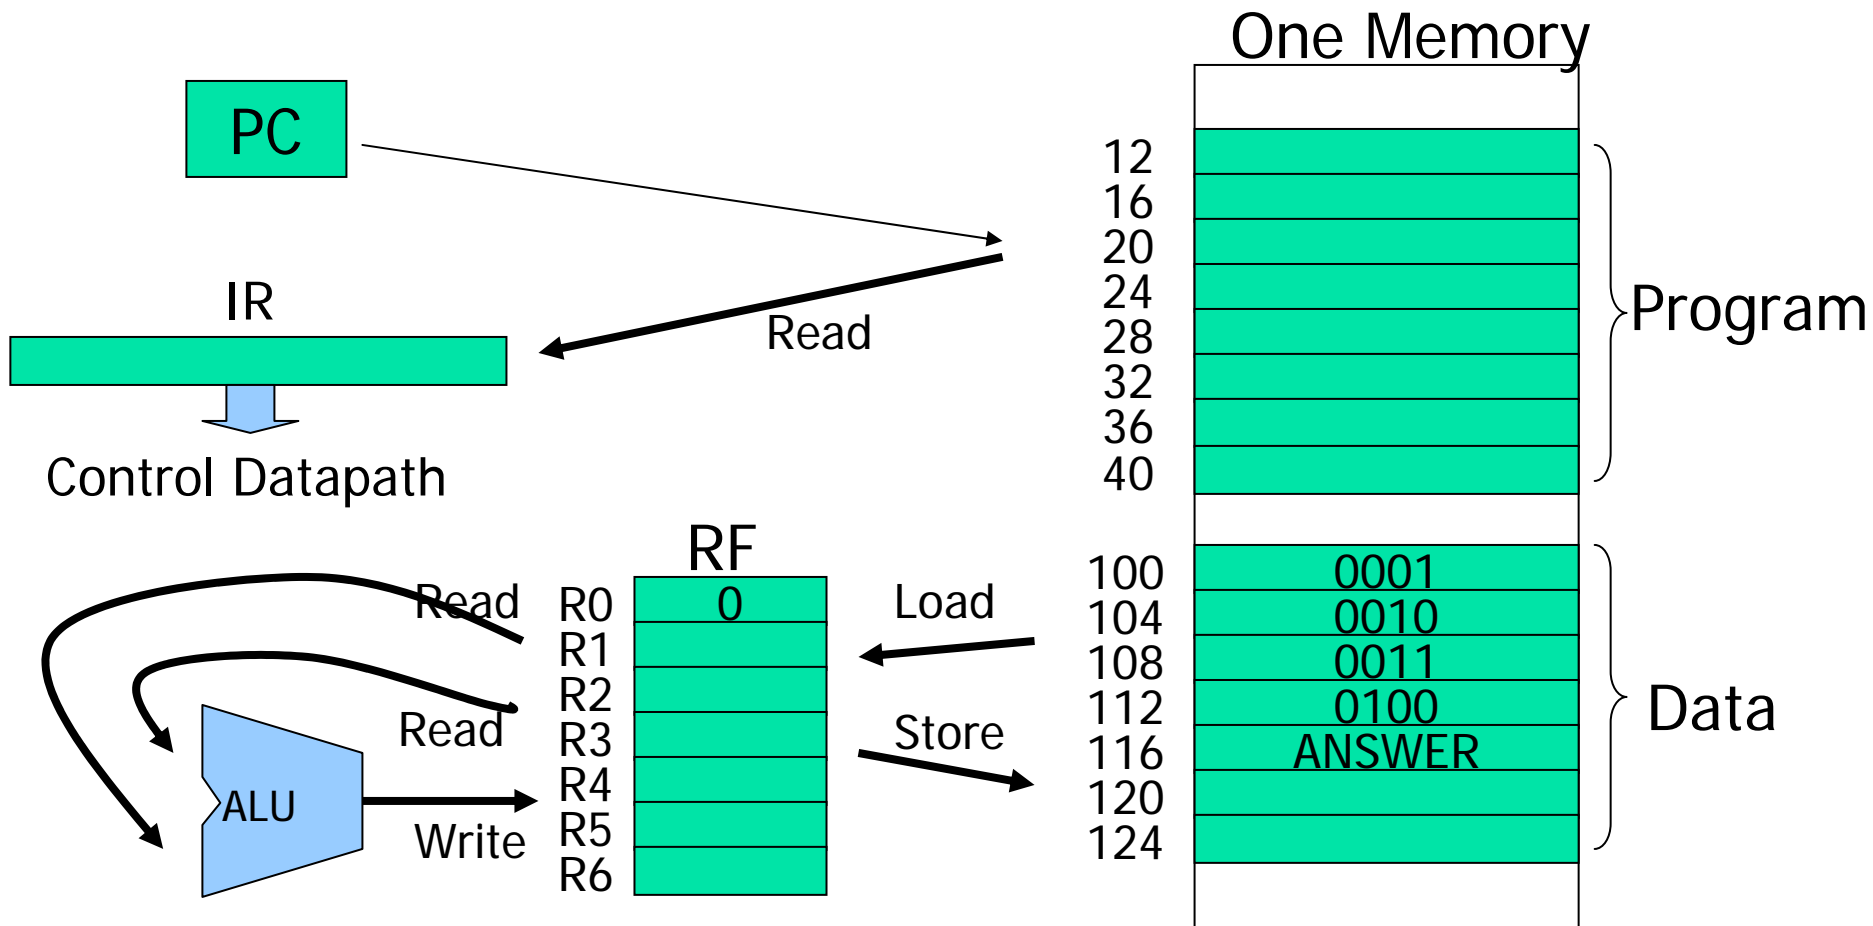 One Memory
PC
12
16
20
24
28
32
36
40
Program
IR
Read
Control Datapath
RF
Read
R0 0
R1
R2
R3
R4
R5
R6
Read
ALU
Write
Load
Store
100 0001
104 0010
108 0011
112 0100
116 ANSWER
120
124
Data